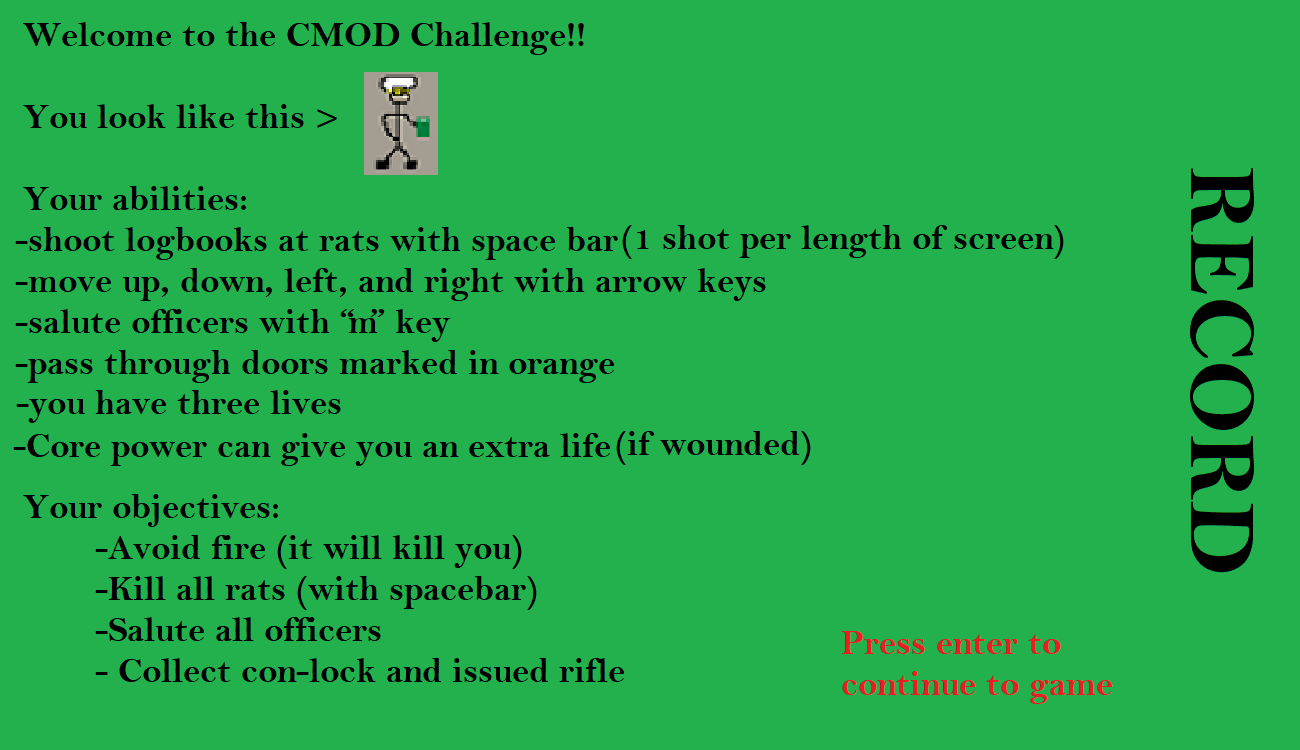 Welcome to the CMOD Challenge!!
You look like this >
Your abilities:
-shoot logbooks at rats with space bar(1 shot per length of screen)
-move up, down, left, and right with arrow keys
-salute officers with “m” key
-pass through doors marked in orange
-you have three lives
-Core power can give you an extra life(if wounded)
Your objectives:
-Avoid fire (it will kill you)
-Kill all rats (with spacebar)
-Salute all officers
- Collect con-lock and issued rifle
Press enter to
continue to game
RECORD